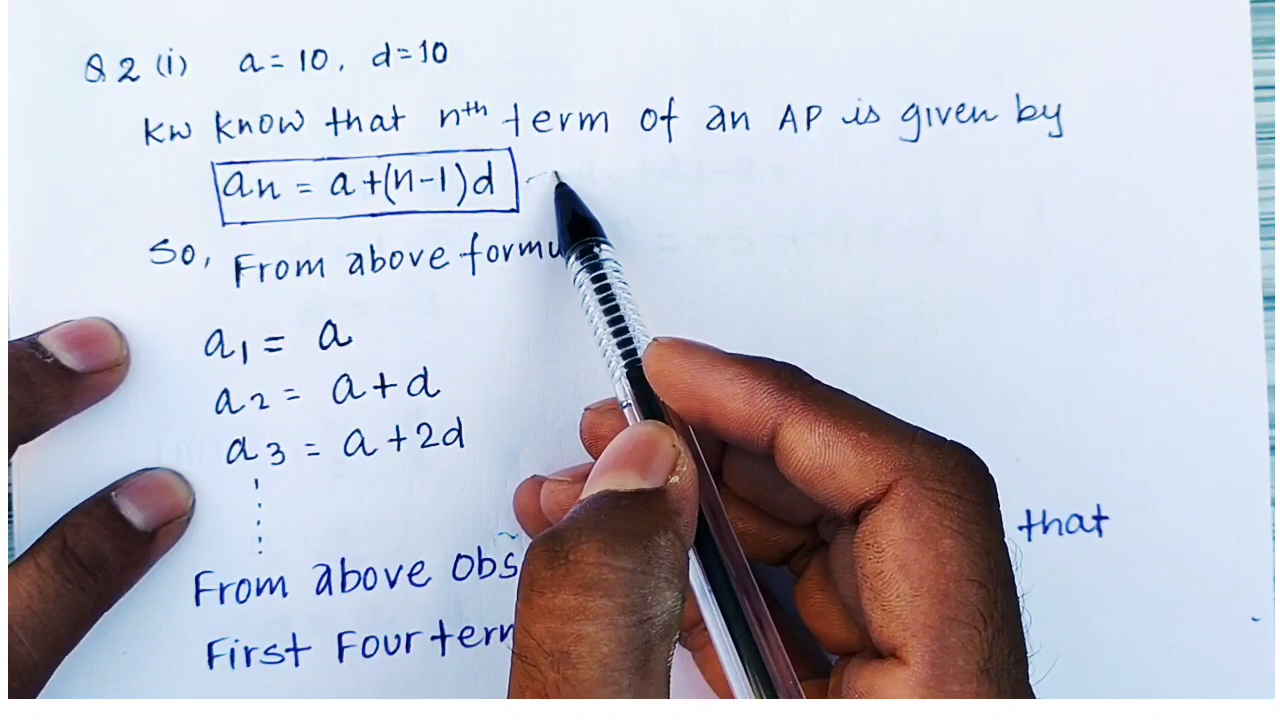 Q 2 (i) a = 10, d = 10
Kw know that nth term of an AP is given by
an = a + (n-1)d
So, From above
a1 = a
a2 = a + d
a3 = a + 2d
From above that
First Four